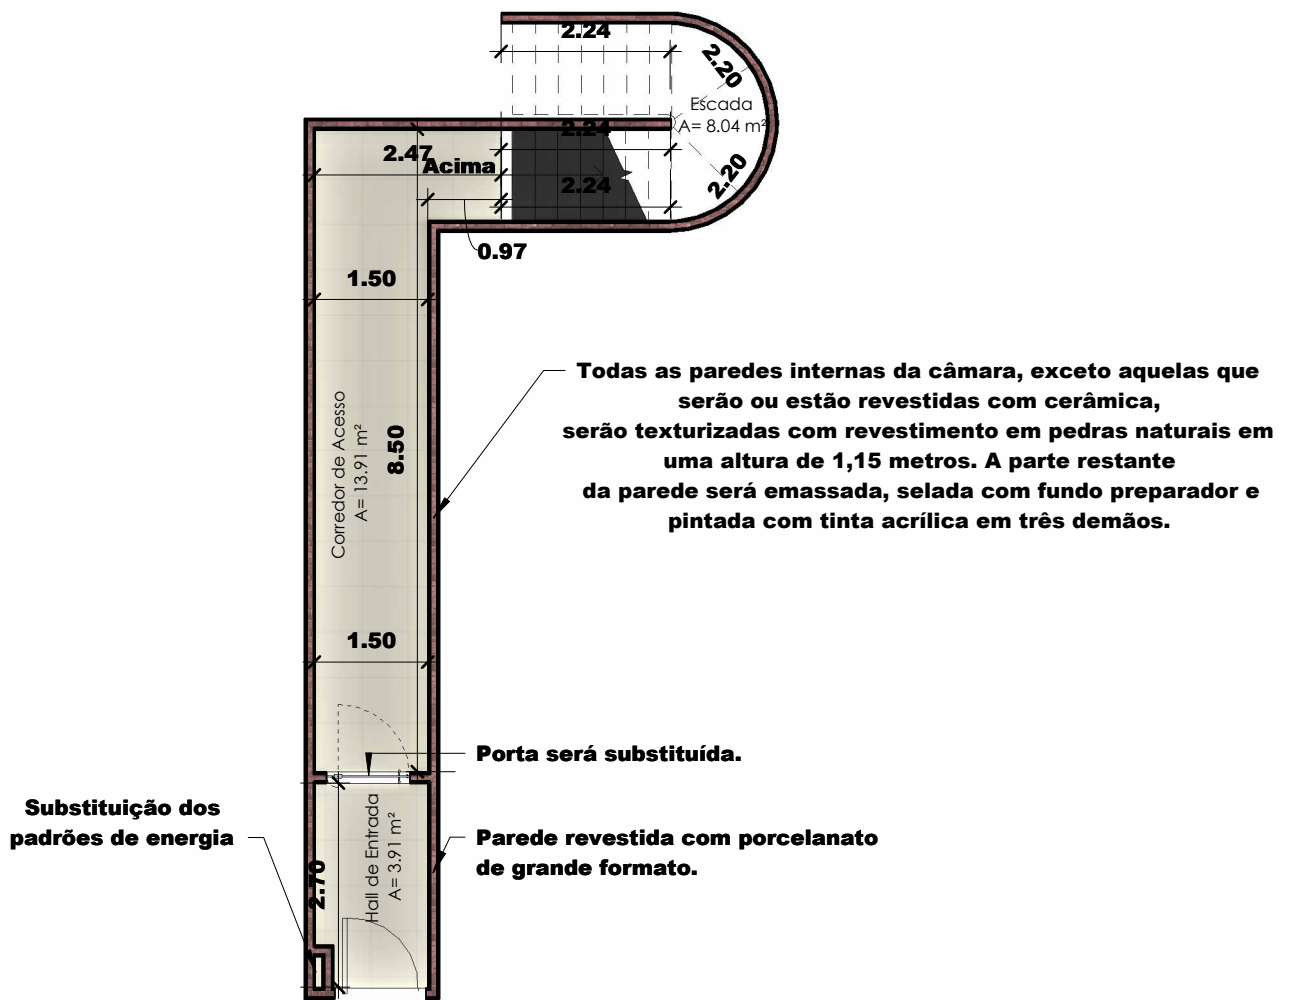 2.24
2.20
Escada
A= 8.04 m²
2.24
2.47
Acima
2.24
2.20
0.97
1.50
Todas as paredes internas da câmara, exceto aquelas que
serão ou estão revestidas com cerâmica,
serão texturizadas com revestimento em pedras naturais em
uma altura de 1,15 metros. A parte restante
da parede será emassada, selada com fundo preparador e
pintada com tinta acrílica em três demãos.
Corredor de Acesso
A= 13.91 m²
8.50
1.50
Porta será substituída.
Substituição dos
padrões de energia
Parede revestida com porcelanato
de grande formato.
2.70
Hall de Entrada
A= 3.91 m²